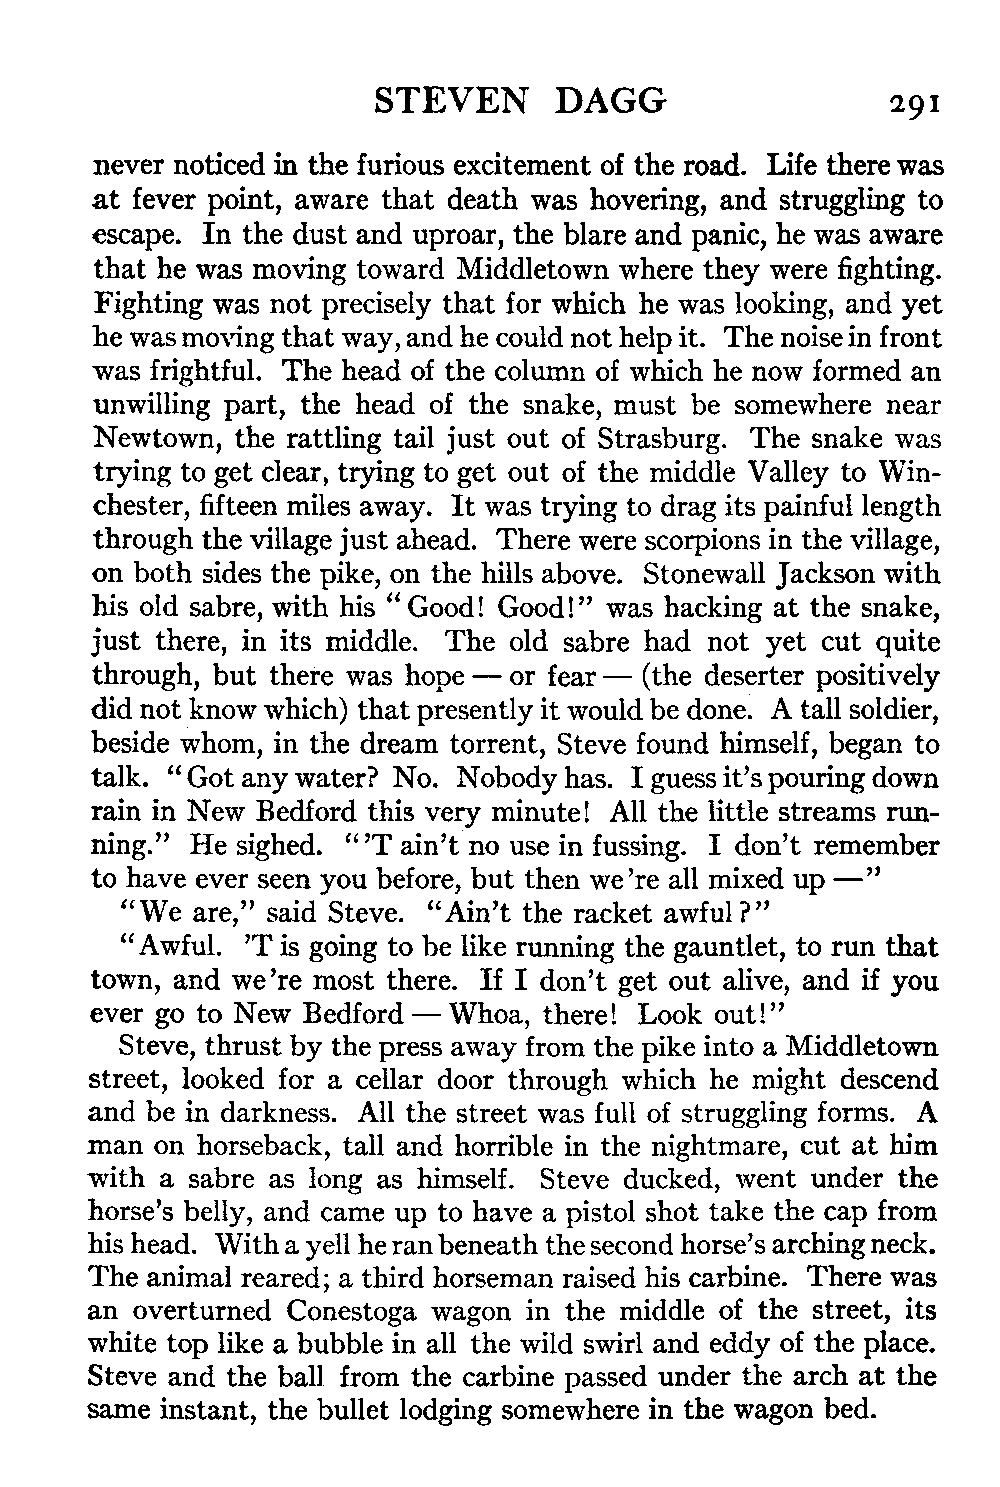 STEVEN DAGG 291
never noticed in the furious excitement of the road. Life there was
at fever point, aware that death was hovering, and struggling to
escape. In the dust and uproar, the blare and panic, he was aware
that he was moving toward Middletown where they were fighting.
Fighting was not precisely that for which he was looking, and yet
he was moving that way, and he could not help it. The noise in front
was frightful. The head of the column of which he now formed an
unwilling part, the head of the snake, must be somewhere near
Newtown, the rattling tail just out of Strasburg. The snake was
trying to get clear, trying to get out of the middle Valley to Win-
chester, fifteen miles away. It was trying to drag its painful length
through the village just ahead. There were scorpions in the village,
on both sides the pike, on the hills above. Stonewall Jackson with
his old sabre, with his "Good! Good!" was hacking at the snake,
just there, in its middle. The old sabre had not yet cut quite
through, but there was hope — or fear — (the deserter positively
did not know which) that presently it would be done. A tall soldier,
beside whom, in the dream torrent, Steve found himself, began to
talk. "Got any water? No. Nobody has. I guess it's pouring down
rain in New Bedford this very minute! All the little streams run-
ning." He sighed. "'T ain't no use in fussing. I don't remember
to have ever seen you before, but then we're all mixed up —"
"We are," said Steve. "Ain't the racket awful?"
"Awful. 'T is going to be like running the gauntlet, to run that
town, and we're most there. If I don't get out alive, and if you
ever go to New Bedford — Whoa, there! Look out!"
Steve, thrust by the press away from the pike into a Middletown
street, looked for a cellar door through which he might descend
and be in darkness. All the street was full of struggling forms. A
man on horseback, tall and horrible in the nightmare, cut at him
with a sabre as long as himself. Steve ducked, went under the
horse's belly, and came up to have a pistol shot take the cap from
his head. With a yell he ran beneath the second horse's arching neck.
The animal reared; a third horseman raised his carbine. There was
an overturned Conestoga wagon in the middle of the street, its
white top like a bubble in all the wild swirl and eddy of the place.
Steve and the ball from the carbine passed under the arch at the
same instant, the bullet lodging somewhere in the wagon bed.